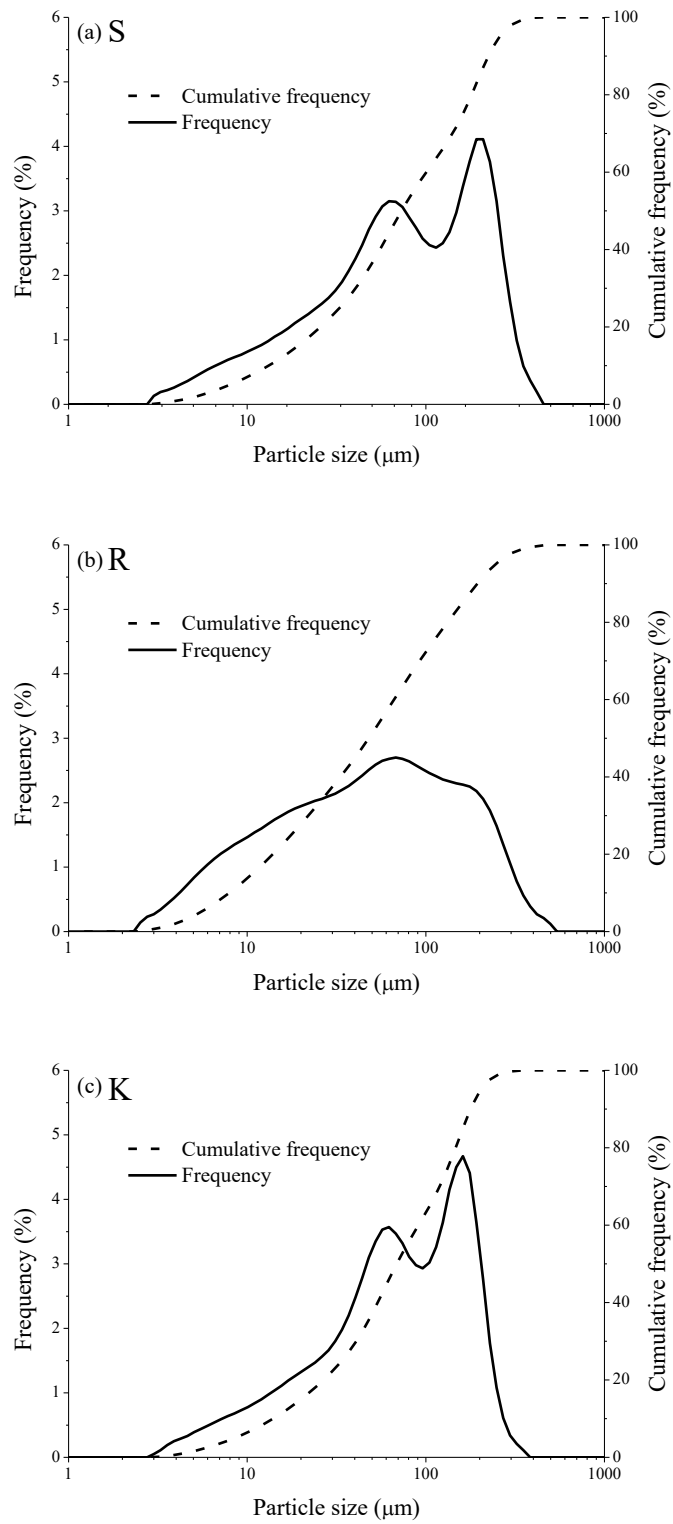 (a) S
Cumulative frequency
Frequency
Frequency (%)
Cumulative frequency (%)
6
5
4
3
2
1
0
100
80
60
40
20
0
1
10
100
1000
Particle size (μm)
(b) R
Cumulative frequency
Frequency
Frequency (%)
Cumulative frequency (%)
6
5
4
3
2
1
0
100
80
60
40
20
0
1
10
100
1000
Particle size (μm)
(c) K
Cumulative frequency
Frequency
Frequency (%)
Cumulative frequency (%)
6
5
4
3
2
1
0
100
80
60
40
20
0
1
10
100
1000
Particle size (μm)